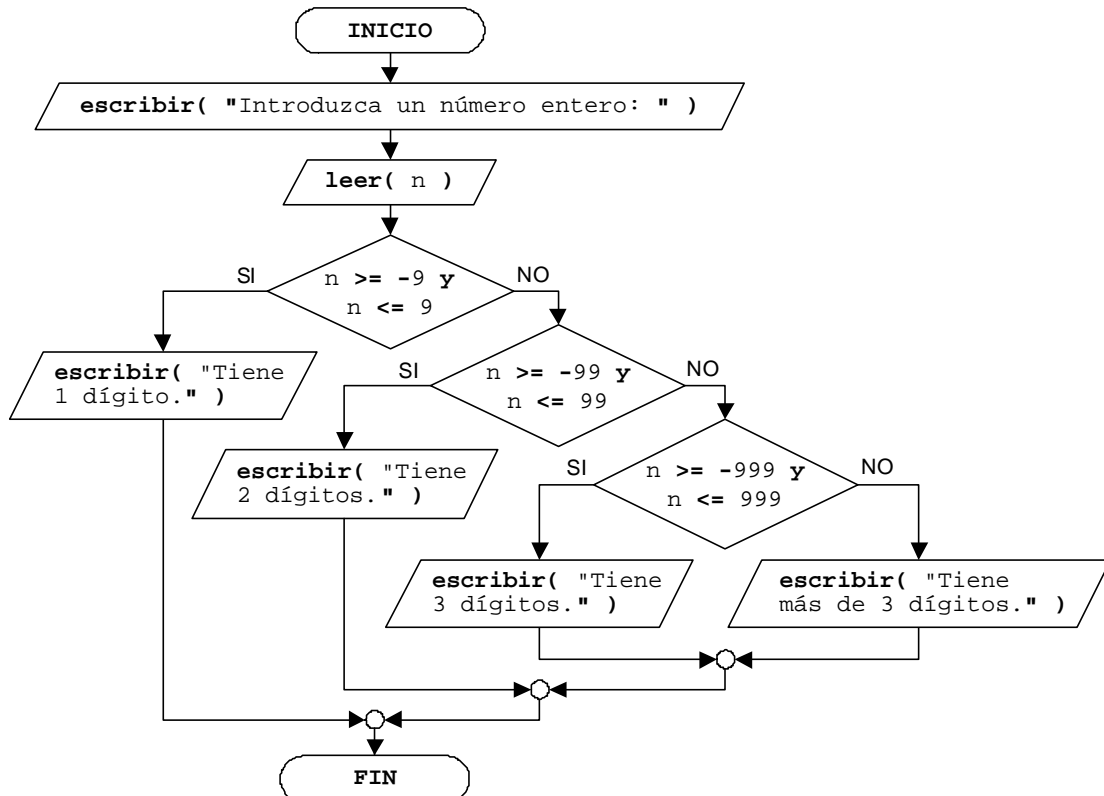 INICIO
escribir( "Introduzca un número entero: " )
leer( n )
SI
n >= -9 y
n <= 9
NO
escribir( "Tiene
1 dígito." )
SI
n >= -99 y
n <= 99
NO
escribir( "Tiene
2 dígitos." )
SI
n >= -999 y
n <= 999
NO
escribir( "Tiene
3 dígitos." )
escribir( "Tiene
más de 3 dígitos." )
FIN